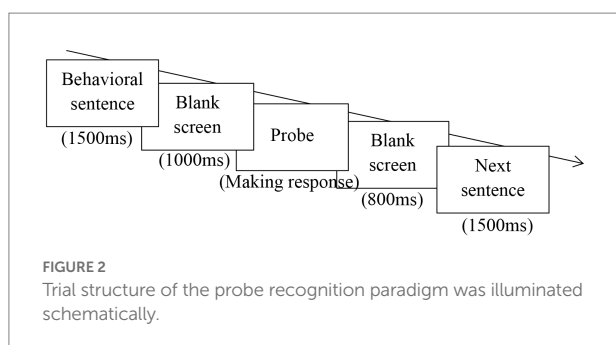 Behavioral
sentence
(1500ms)
Blank
screen
(1000ms)
Probe
(Making response)
Blank
screen
(800ms)
Next
sentence
(1500ms)
FIGURE 2
Trial structure of the probe recognition paradigm was illuminated
schematically.